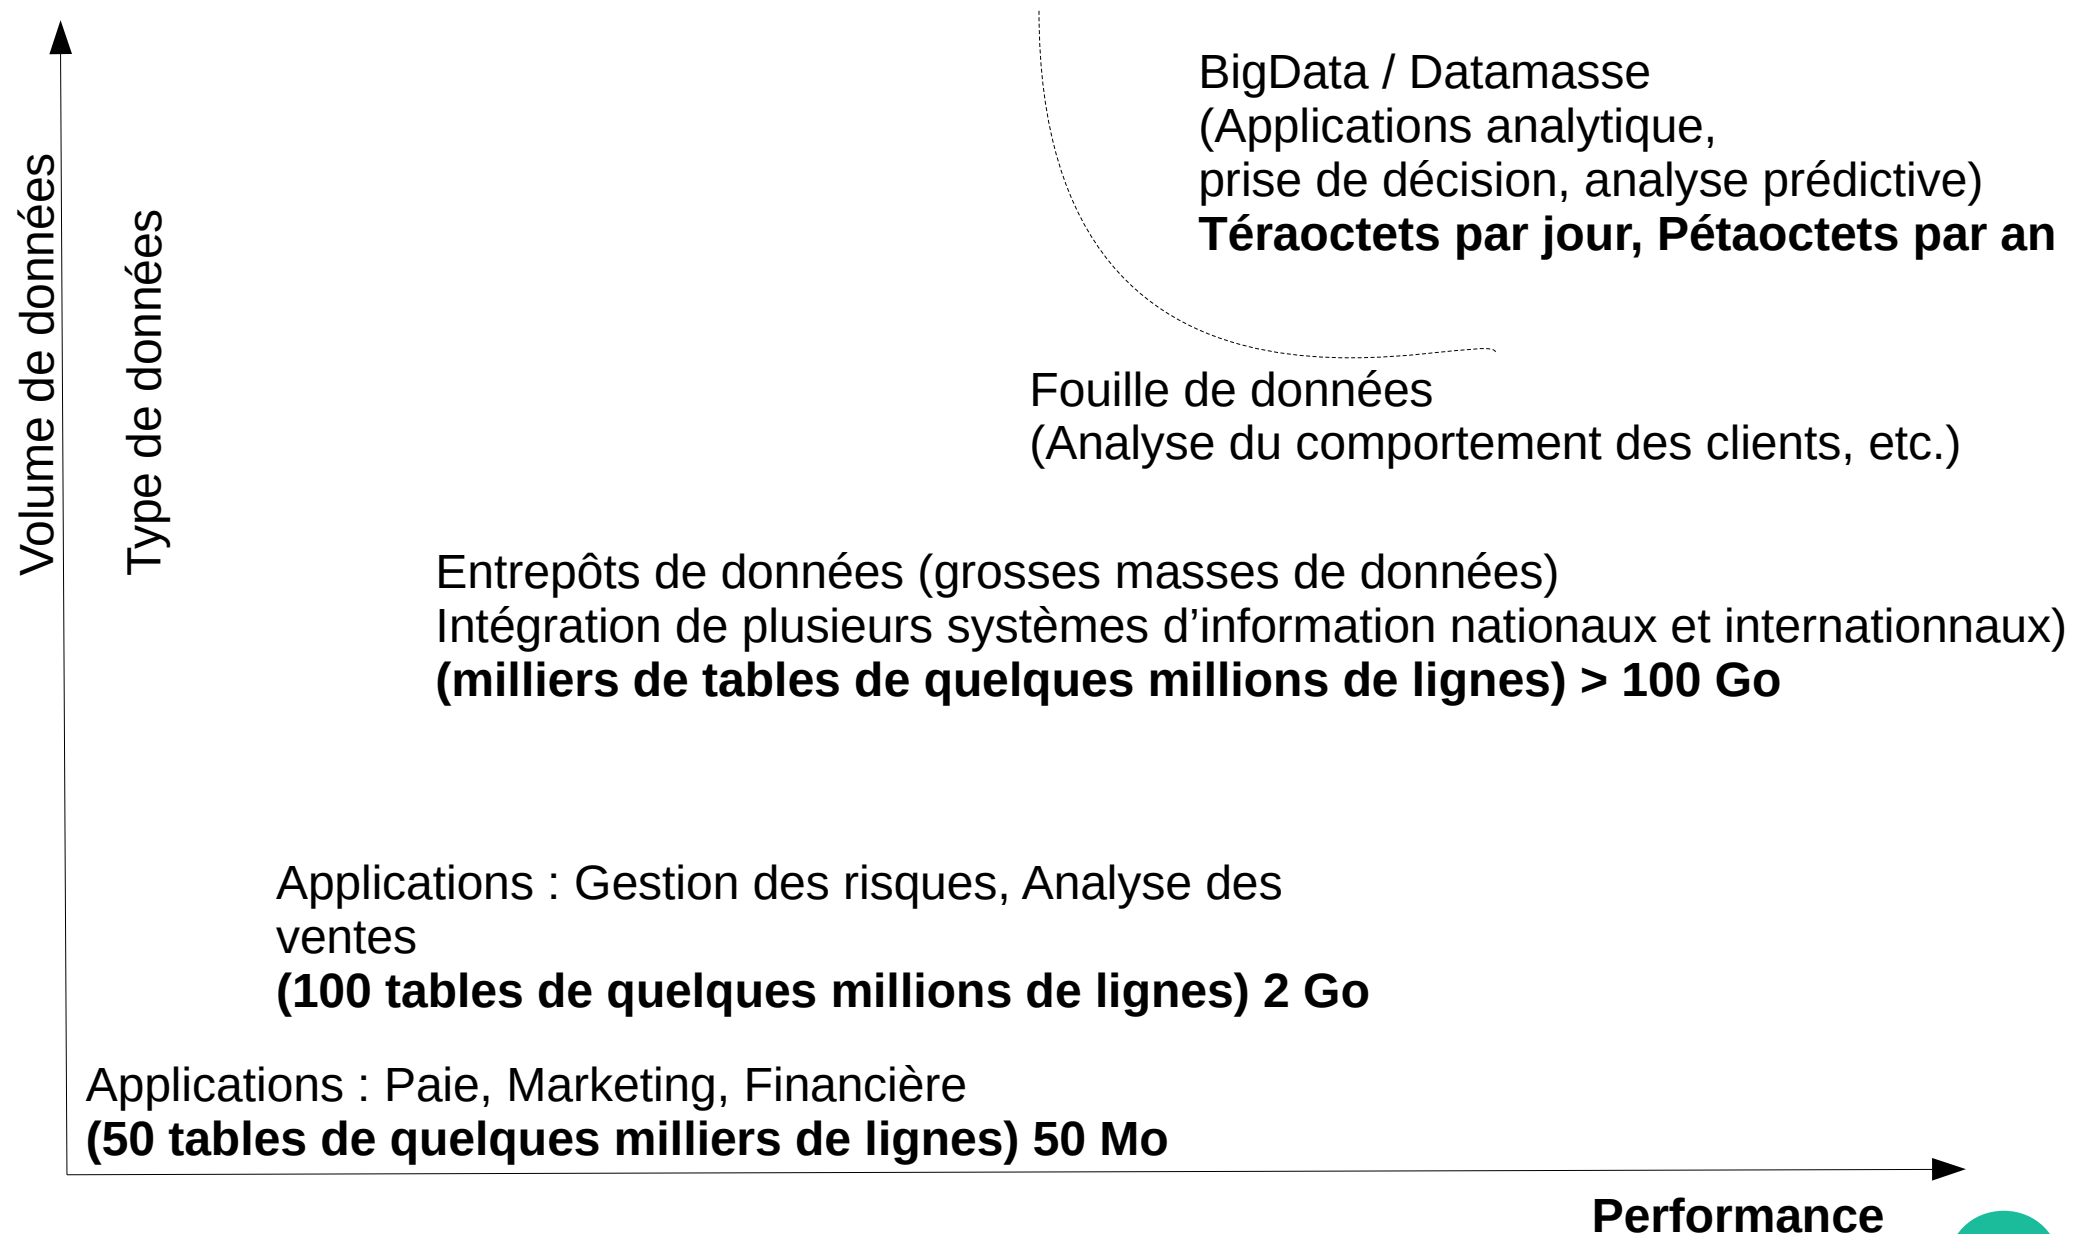 Volume de données
Type de données
BigData / Datamasse
(Applications analytique,
prise de décision, analyse prédictive)
Téraoctets par jour, Pétaoctets par an
Fouille de données
(Analyse du comportement des clients, etc.)
Entrepôts de données (grosses masses de données)
Intégration de plusieurs systèmes d’information nationaux et internationnaux)
(milliers de tables de quelques millions de lignes) > 100 Go
Applications : Gestion des risques, Analyse des
ventes
(100 tables de quelques millions de lignes) 2 Go
Applications : Paie, Marketing, Financière
(50 tables de quelques milliers de lignes) 50 Mo
Performance